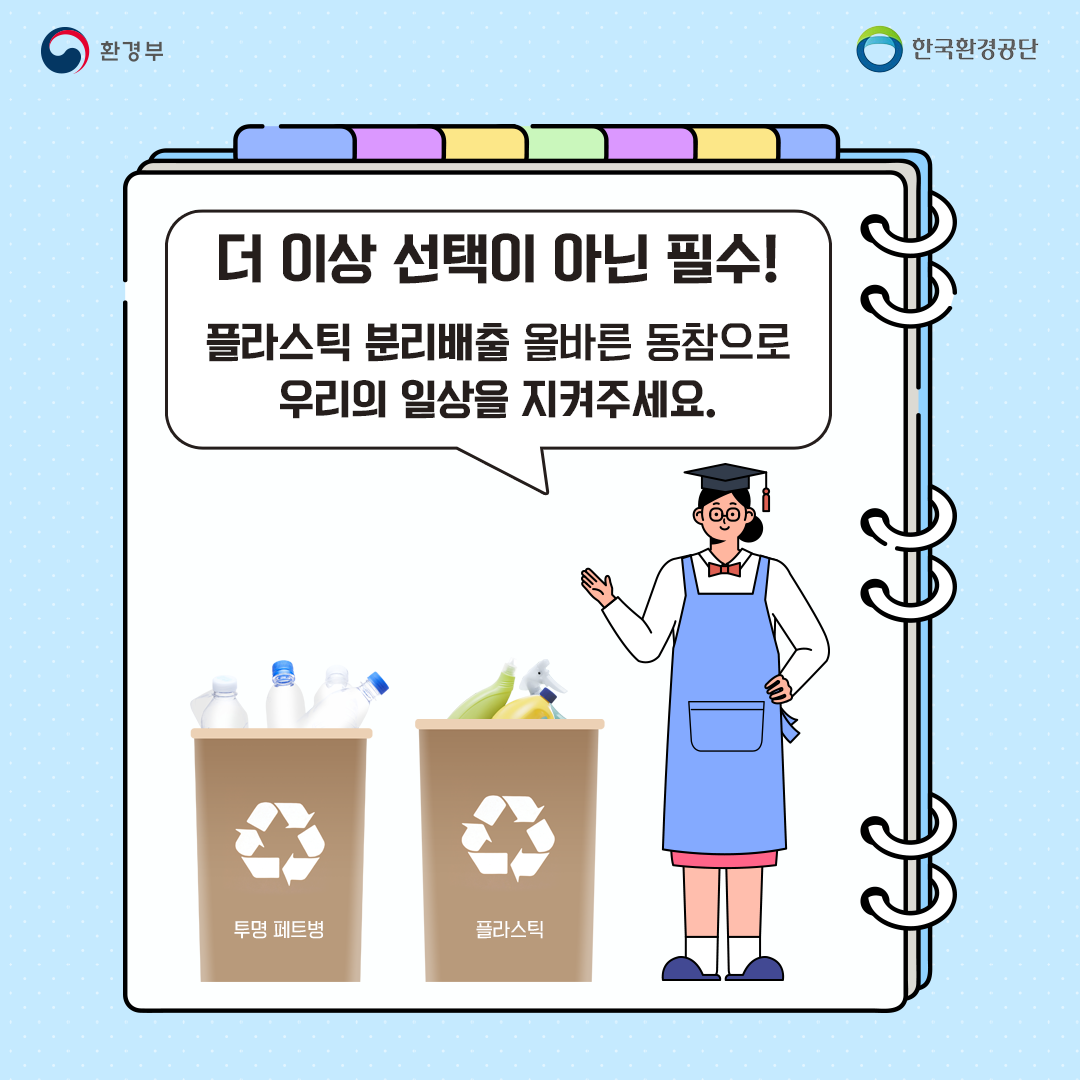 환경부
한국환경공단
더 이상 선택이 아닌 필수!
플라스틱 분리배출 올바른 동참으로
우리의 일상을 지켜주세요.
투명 페트병
플라스틱